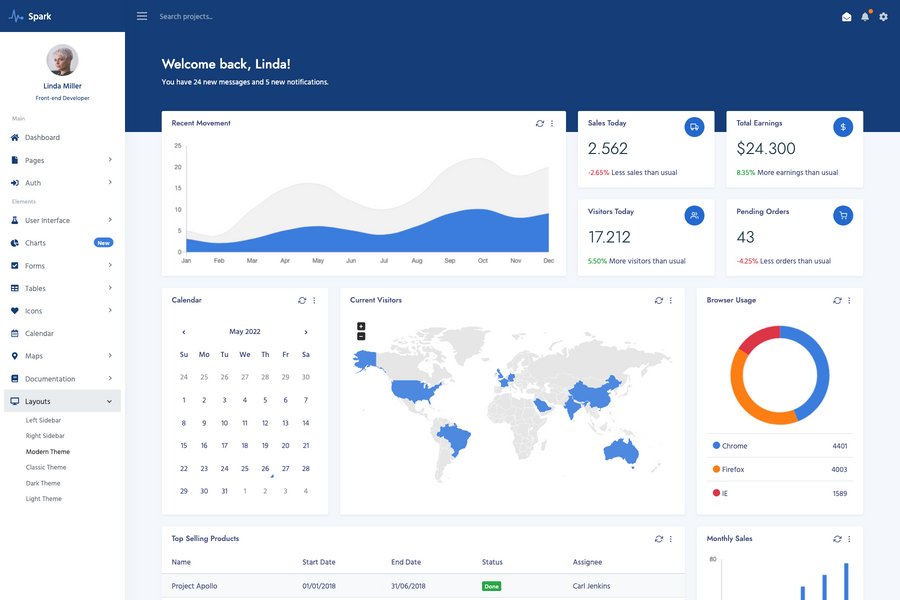 Spark
Search projects...
Linda Miller
Front-end Developer
Main
Dashboard
Pages
Auth
Elements
User Interface
Charts
New
Forms
Tables
Icons
Calendar
Maps
Documentation
Layouts
Left Sidebar
Right Sidebar
Modern Theme
Classic Theme
Dark Theme
Light Theme
Welcome back, Linda!
You have 24 new messages and 5 new notifications.
Recent Movement
25
20
15
10
5
0
Jan Feb Mar Apr May Jun Jul Aug Sep Oct Nov Dec
Sales Today
2.562
-2.65% Less sales than usual
Total Earnings
$
$24.300
8.35% More earnings than usual
Visitors Today
17.212
5.50% More visitors than usual
Pending Orders
43
-4.25% Less orders than usual
Calendar
‹ May 2022 ›
Su Mo Tu We Th Fr Sa
24 25 26 27 28 29 30
1 2 3 4 5 6 7
8 9 10 11 12 13 14
15 16 17 18 19 20 21
22 23 24 25 26 27 28
29 30 31 1 2 3 4
Current Visitors
+
−
Browser Usage
Chrome 4401
Firefox 4003
IE 1589
Top Selling Products
Name Start Date End Date Status Assignee
Project Apollo 01/01/2018 31/06/2018 Done Carl Jenkins
Monthly Sales
80